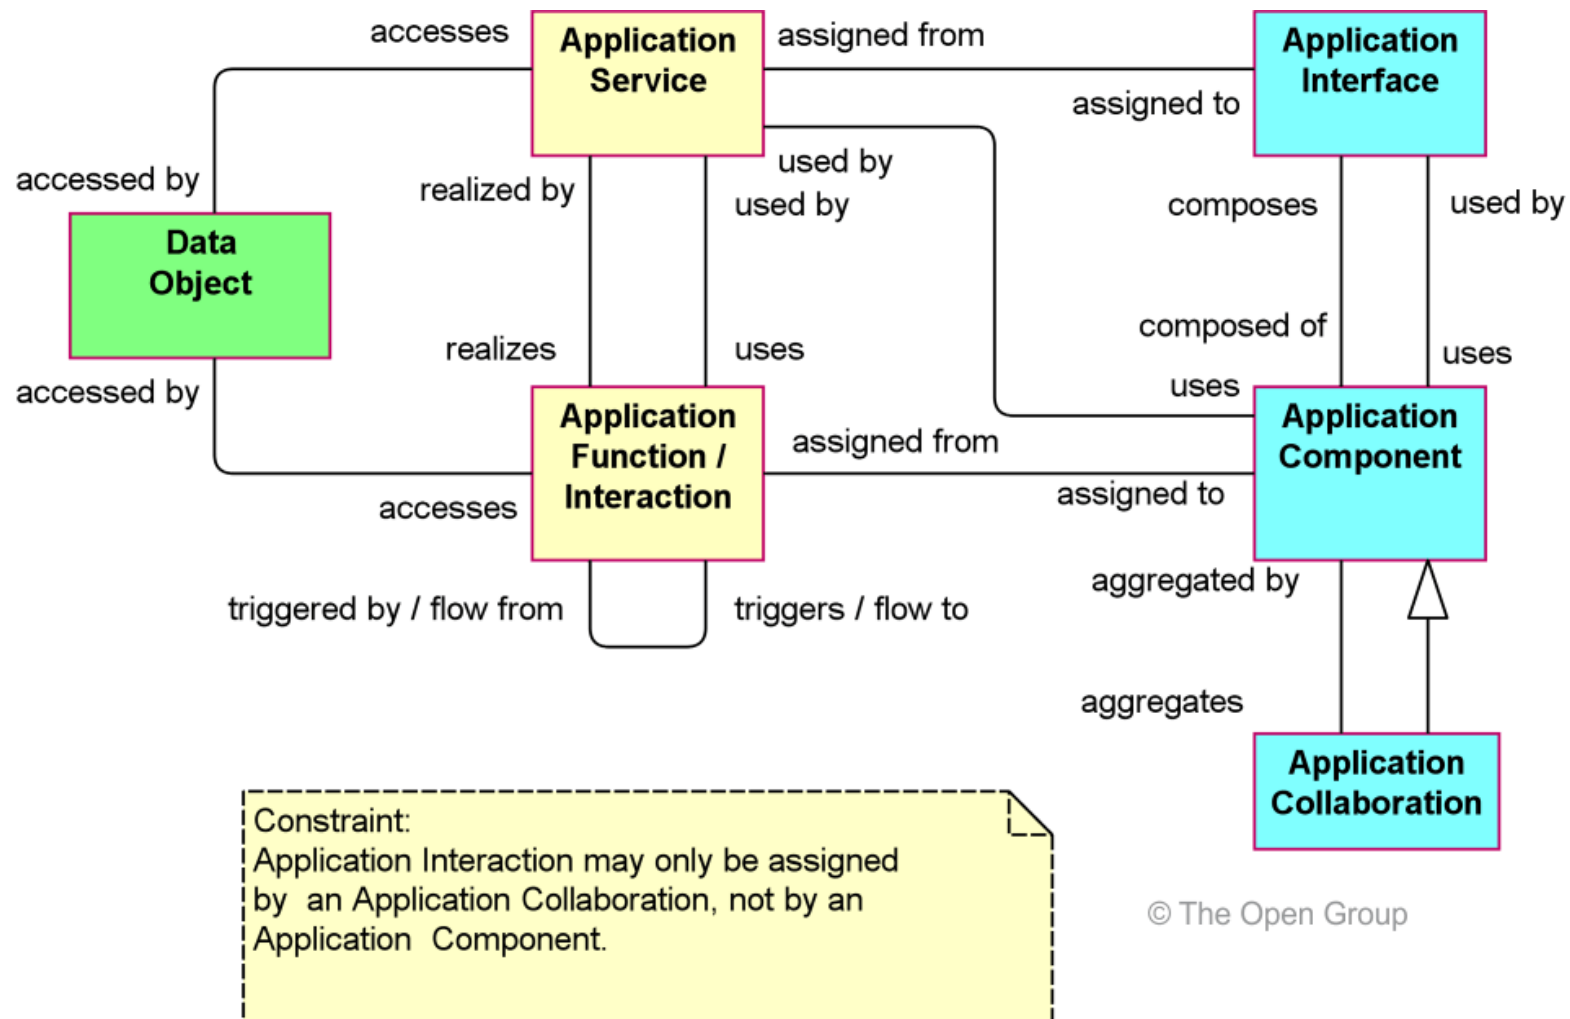 accesses
Application
Service
assigned from
Application
Interface
assigned to
accessed by
realized by
used by
used by
composes
used by
Data
Object
composed of
realizes
uses
uses
uses
accessed by
Application
Function /
Interaction
assigned from
Application
Component
accesses
assigned to
aggregated by
triggered by / flow from
triggers / flow to
aggregates
Application
Collaboration
Constraint:
Application Interaction may only be assigned
by  an Application Collaboration, not by an
Application  Component.
© The Open Group